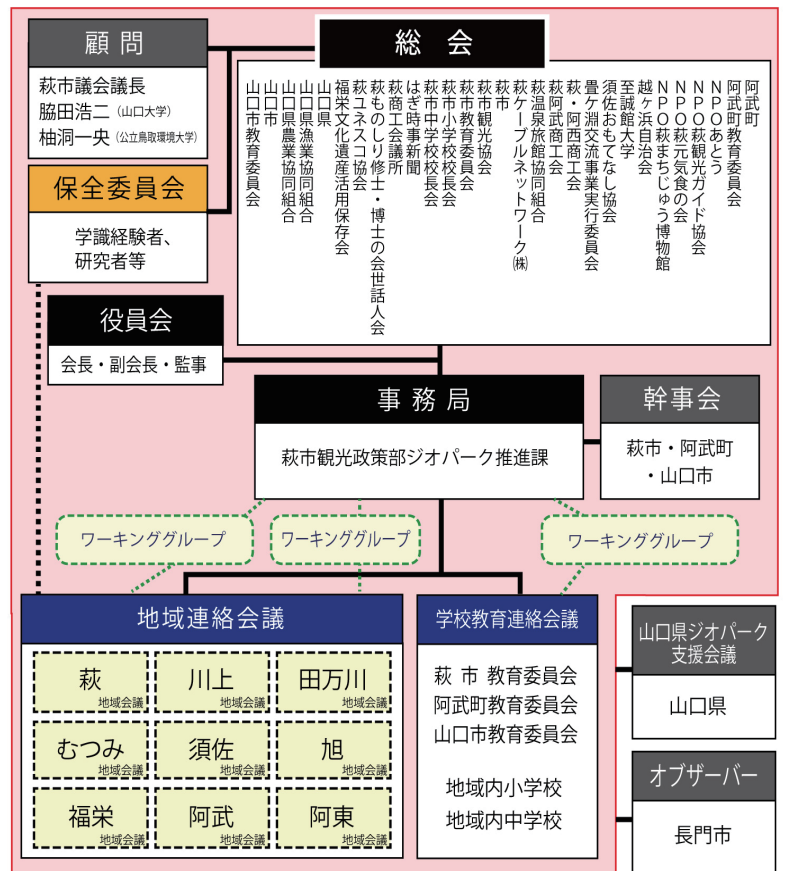 顧問
萩市議会議長
脇田浩二（山口大学）
柚洞一央（公立鳥取環境大学）
保全委員会
学識経験者、
研究者等
総会
阿武町
阿武町教育委員会
NPOあとう
NPO萩観光ガイド協会
NPO萩元気食の会
NPO萩まちじゅう博物館
越ヶ浜自治会
至誠館大学
須佐おもてなし協会
畳ケ淵交流事業実行委員会
萩・阿西商工会
萩阿武商工会
萩温泉旅館協同組合
萩ケーブルネットワーク㈱
萩市
萩市観光協会
萩市教育委員会
萩市小学校校長会
萩市中学校校長会
はぎ時事新聞
萩商工会議所
萩ものしり修士・博士の会世話人会
萩ユネスコ協会
福栄文化遺産活用保存会
山口県
山口県漁業協同組合
山口県農業協同組合
山口市
山口市教育委員会
役員会
会長・副会長・監事
事務局
萩市観光政策部ジオパーク推進課
幹事会
萩市・阿武町
・山口市
ワーキンググループ
ワーキンググループ
ワーキンググループ
地域連絡会議
萩
地域会議
川上
地域会議
田万川
地域会議
むつみ
地域会議
須佐
地域会議
旭
地域会議
福栄
地域会議
阿武
地域会議
阿東
地域会議
学校教育連絡会議
萩市 教育委員会
阿武町教育委員会
山口市教育委員会
地域内小学校
地域内中学校
山口県ジオパーク
支援会議
山口県
オブザーバー
長門市